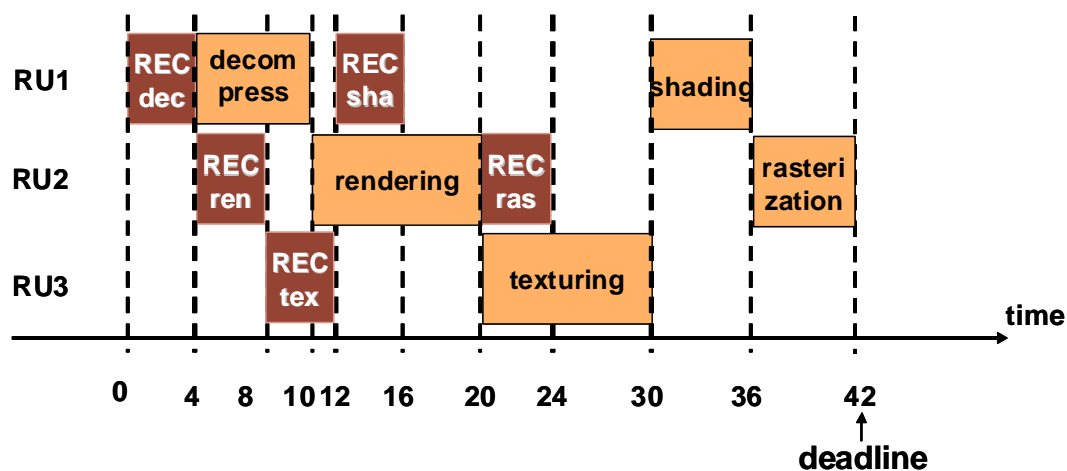 RU1
REC
dec
decom
press
REC
sha
shading
RU2
REC
ren
rendering
REC
ras
rasteri
zation
RU3
REC
tex
texturing
time
0 4 8 10 12 16 20 24 30 36 42
deadline